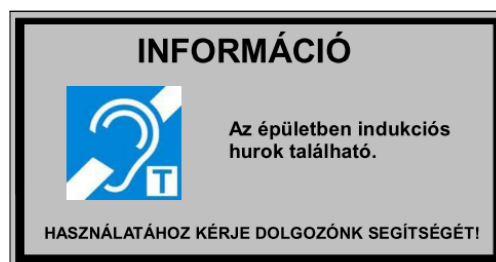 INFORMÁCIÓ
Az épületben indukciós
hurok található.
T
HASZNÁLATÁHOZ KÉRJE DOLGOZÓNK SEGÍTSÉGÉT!